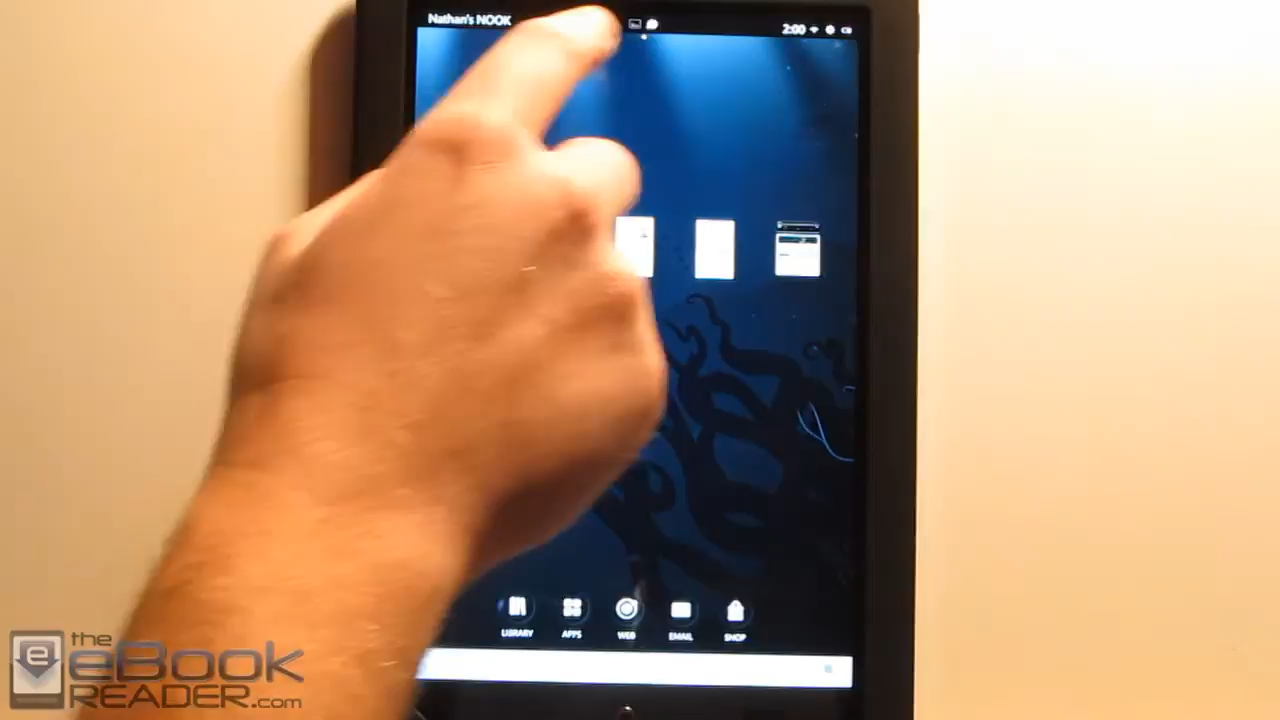 Nathan's NOOK
2:00
LIBRARY APPS WEB EMAIL SHOP
the
eBook
READER.com